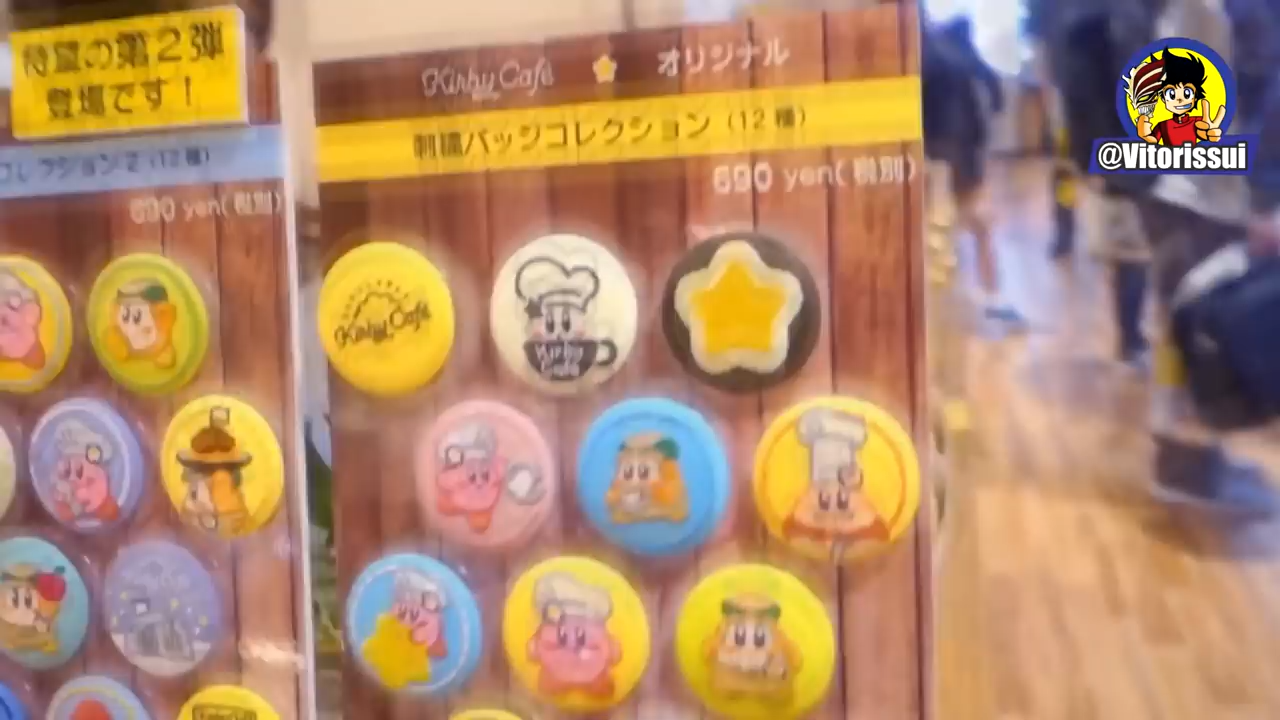 待望の第2弾
登場です！
コレクション2 (12種)
690 yen(税別)
Kirby Café ★ オリジナル
刺繍バッジコレクション (12種)
690 yen(税別)
Kirby Café
Kirby
Café
@Vitorissui